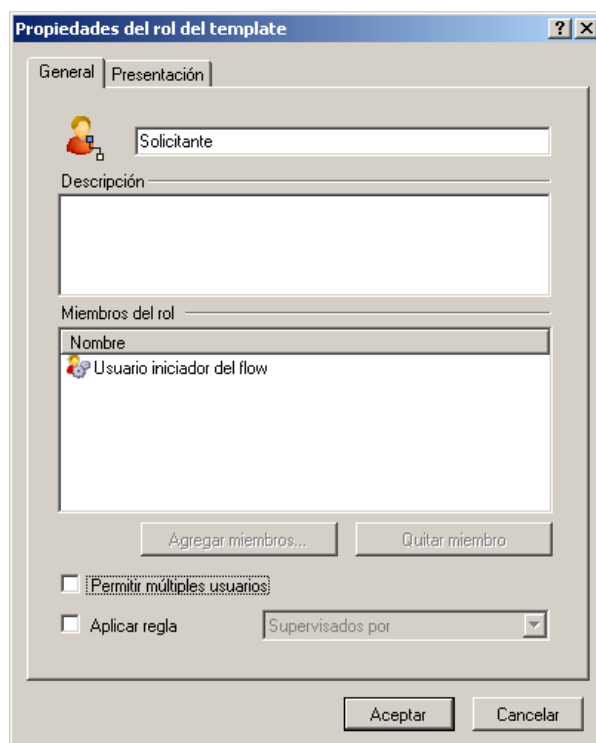 Propiedades del rol del template
General
Presentación
Solicitante
Descripción
Miembros del rol
Nombre
Usuario iniciador del flow
Agregar miembros...
Quitar miembro
Permitir múltiples usuarios
Aplicar regla
Supervisados por
Aceptar
Cancelar